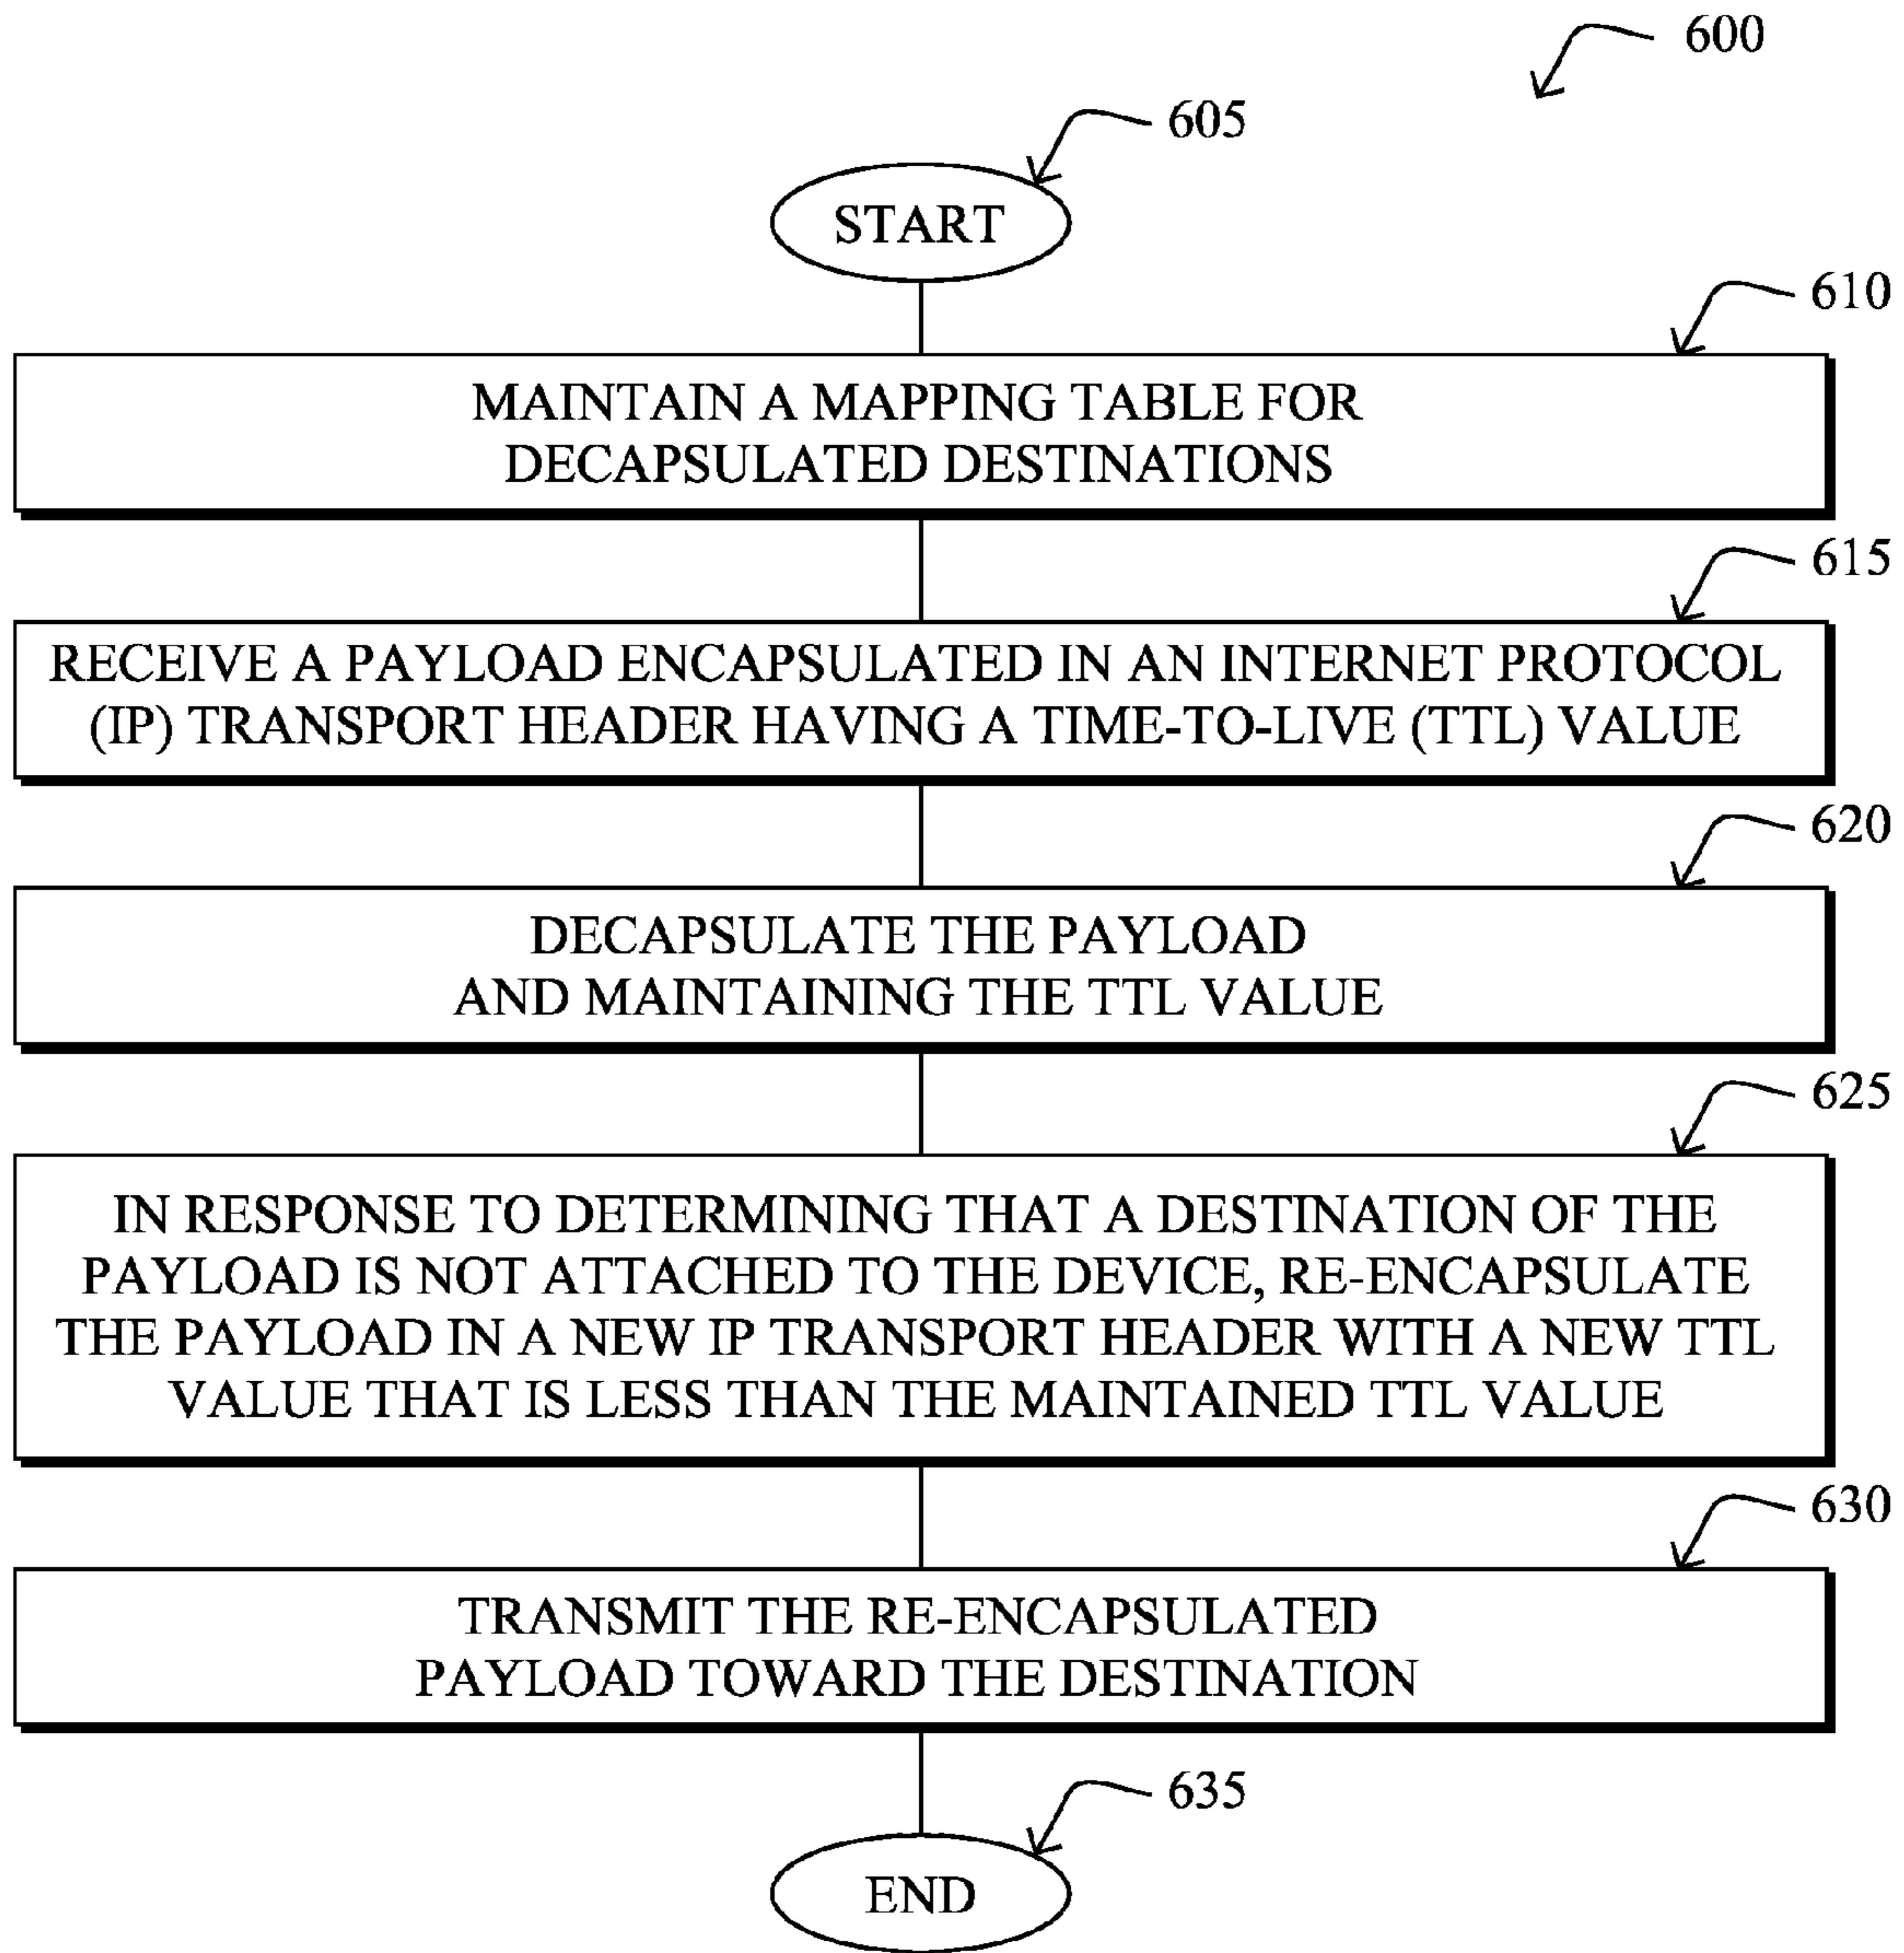 600
605
START
610
MAINTAIN A MAPPING TABLE FOR
DECAPSULATED DESTINATIONS
615
RECEIVE A PAYLOAD ENCAPSULATED IN AN INTERNET PROTOCOL
(IP) TRANSPORT HEADER HAVING A TIME-TO-LIVE (TTL) VALUE
620
DECAPSULATE THE PAYLOAD
AND MAINTAINING THE TTL VALUE
625
IN RESPONSE TO DETERMINING THAT A DESTINATION OF THE
PAYLOAD IS NOT ATTACHED TO THE DEVICE, RE-ENCAPSULATE
THE PAYLOAD IN A NEW IP TRANSPORT HEADER WITH A NEW TTL
VALUE THAT IS LESS THAN THE MAINTAINED TTL VALUE
630
TRANSMIT THE RE-ENCAPSULATED
PAYLOAD TOWARD THE DESTINATION
635
END